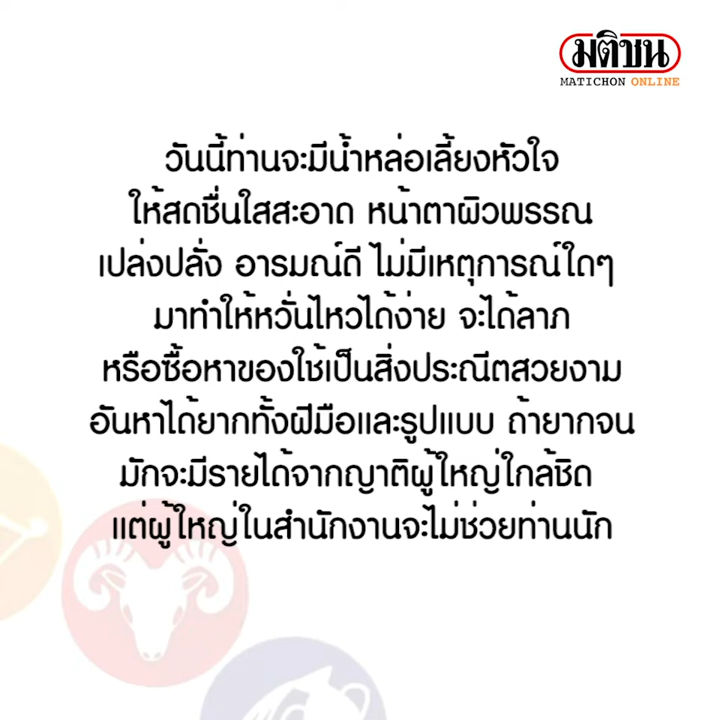 มติชน
MATICHON ONLINE
วันนี้ท่านจะมีน้ำหล่อเลี้ยงหัวใจ
ให้สดชื่นใสสะอาด หน้าตาผิวพรรณ
เปล่งปลั่ง อารมณ์ดี ไม่มีเหตุการณ์ใดๆ
มาทำให้หวั่นไหวได้ง่าย จะได้ลาภ
หรือซื้อหาของใช้เป็นสิ่งประณีตสวยงาม
อันหาได้ยากทั้งฝีมือและรูปแบบ ถ้ายากจน
มักจะมีรายได้จากญาติผู้ใหญ่ใกล้ชิด
แต่ผู้ใหญ่ในสำนักงานจะไม่ช่วยท่านนัก